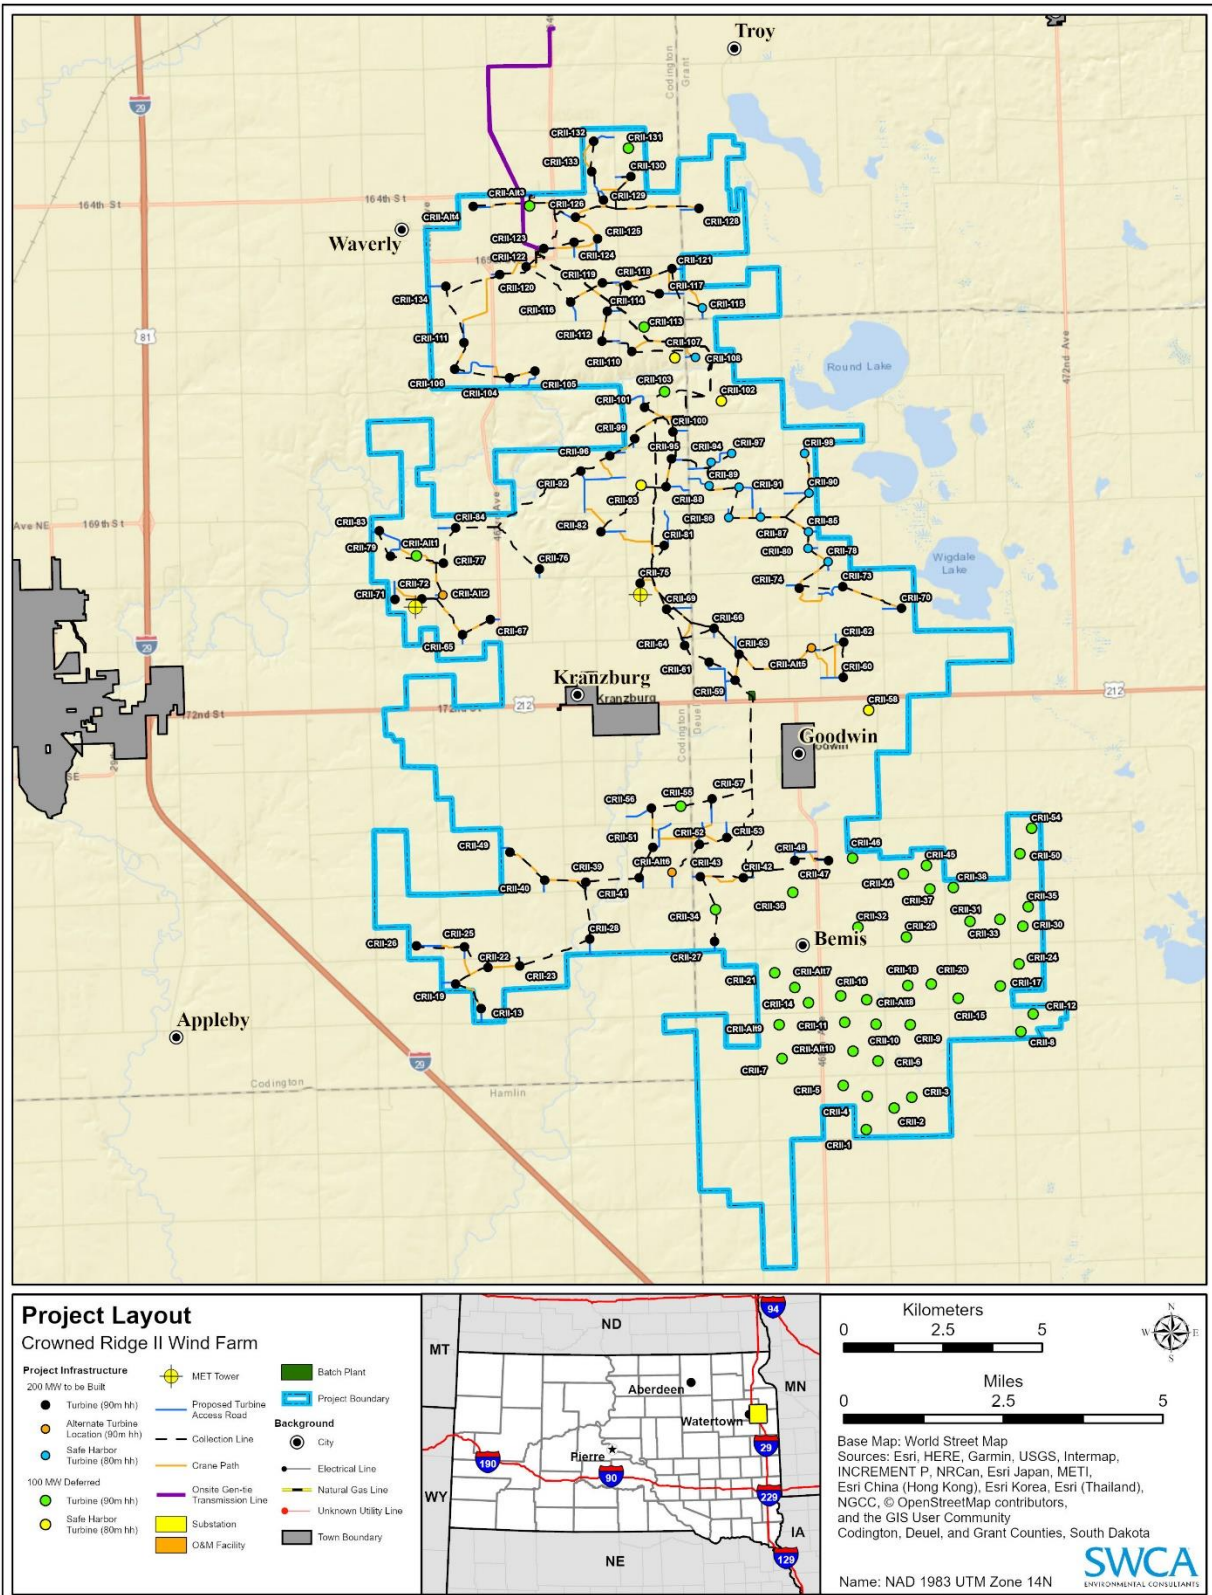 Troy
Codington
Grant
29
CRII-132
CRII-131
CRII-133
CRII-130
164th St
164th St
CRII-Alt3
CRII-126
CRII-129
CRII-128
CRII-Alt4
Waverly
CRII-123
CRII-125
CRII-122
CRII-124
CRII-121
CRII-119
CRII-118
CRII-120
CRII-117
CRII-134
CRII-116
CRII-114
CRII-115
CRII-113
81
CRII-111
CRII-112
CRII-107
CRII-110
CRII-108
Round Lake
472nd Ave
CRII-106
CRII-104
CRII-105
CRII-103
CRII-102
CRII-101
CRII-99
CRII-100
CRII-96
CRII-95
CRII-94
CRII-97
CRII-98
CRII-92
CRII-89
CRII-91
CRII-90
CRII-93
CRII-88
Ave NE
169th St
CRII-83
CRII-84
CRII-82
CRII-86
CRII-87
CRII-85
CRII-81
CRII-79
CRII-Alt1
CRII-77
CRII-76
CRII-80
CRII-78
Wigdale
Lake
CRII-75
CRII-74
CRII-73
CRII-72
CRII-71
CRII-Alt2
CRII-69
CRII-70
CRII-67
CRII-66
CRII-65
CRII-64
CRII-63
CRII-62
29
CRII-61
CRII-Alt5
CRII-60
Kranzburg
Kranzburg
CRII-59
212
172nd St
212
CRII-58
Codington
Deuel
Goodwin
CRII-57
CRII-56
CRII-55
CRII-54
CRII-51
CRII-52
CRII-53
CRII-49
CRII-48
CRII-46
CRII-45
CRII-50
CRII-39
CRII-Alt6
CRII-43
CRII-42
CRII-47
CRII-44
CRII-38
CRII-40
CRII-41
CRII-37
CRII-36
CRII-35
CRII-34
CRII-32
CRII-31
CRII-29
CRII-33
CRII-30
CRII-25
CRII-28
CRII-26
Bemis
CRII-27
CRII-22
CRII-23
CRII-24
CRII-21
CRII-Alt7
CRII-18
CRII-20
CRII-19
CRII-16
CRII-17
CRII-14
CRII-Alt8
CRII-15
CRII-12
CRII-13
Appleby
CRII-Alt9
CRII-11
CRII-10
CRII-9
CRII-8
CRII-Alt10
29
CRII-7
CRII-6
Codington
Hamlin
CRII-5
CRII-3
CRII-4
CRII-2
CRII-1
Project Layout
Crowned Ridge II Wind Farm
Project Infrastructure
200 MW to be Built
Turbine (90m hh)
Alternate Turbine
Location (90m hh)
Safe Harbor
Turbine (80m hh)
100 MW Deferred
Turbine (90m hh)
Safe Harbor
Turbine (80m hh)
MET Tower
Proposed Turbine
Access Road
Collection Line
Crane Path
Onsite Gen-tie
Transmission Line
Substation
O&M Facility
Batch Plant
Project Boundary
Background
City
Electrical Line
Natural Gas Line
Unknown Utility Line
Town Boundary
MT
ND
94
MN
Aberdeen
Watertown
Pierre
29
190
90
WY
229
IA
NE
129
Kilometers
0 2.5 5
Miles
0 2.5 5
N
W E
S
Base Map: World Street Map
Sources: Esri, HERE, Garmin, USGS, Intermap,
INCREMENT P, NRCan, Esri Japan, METI,
Esri China (Hong Kong), Esri Korea, Esri (Thailand),
NGCC, © OpenStreetMap contributors,
and the GIS User Community
Codington, Deuel, and Grant Counties, South Dakota
Name: NAD 1983 UTM Zone 14N
SWCA
ENVIRONMENTAL CONSULTANTS